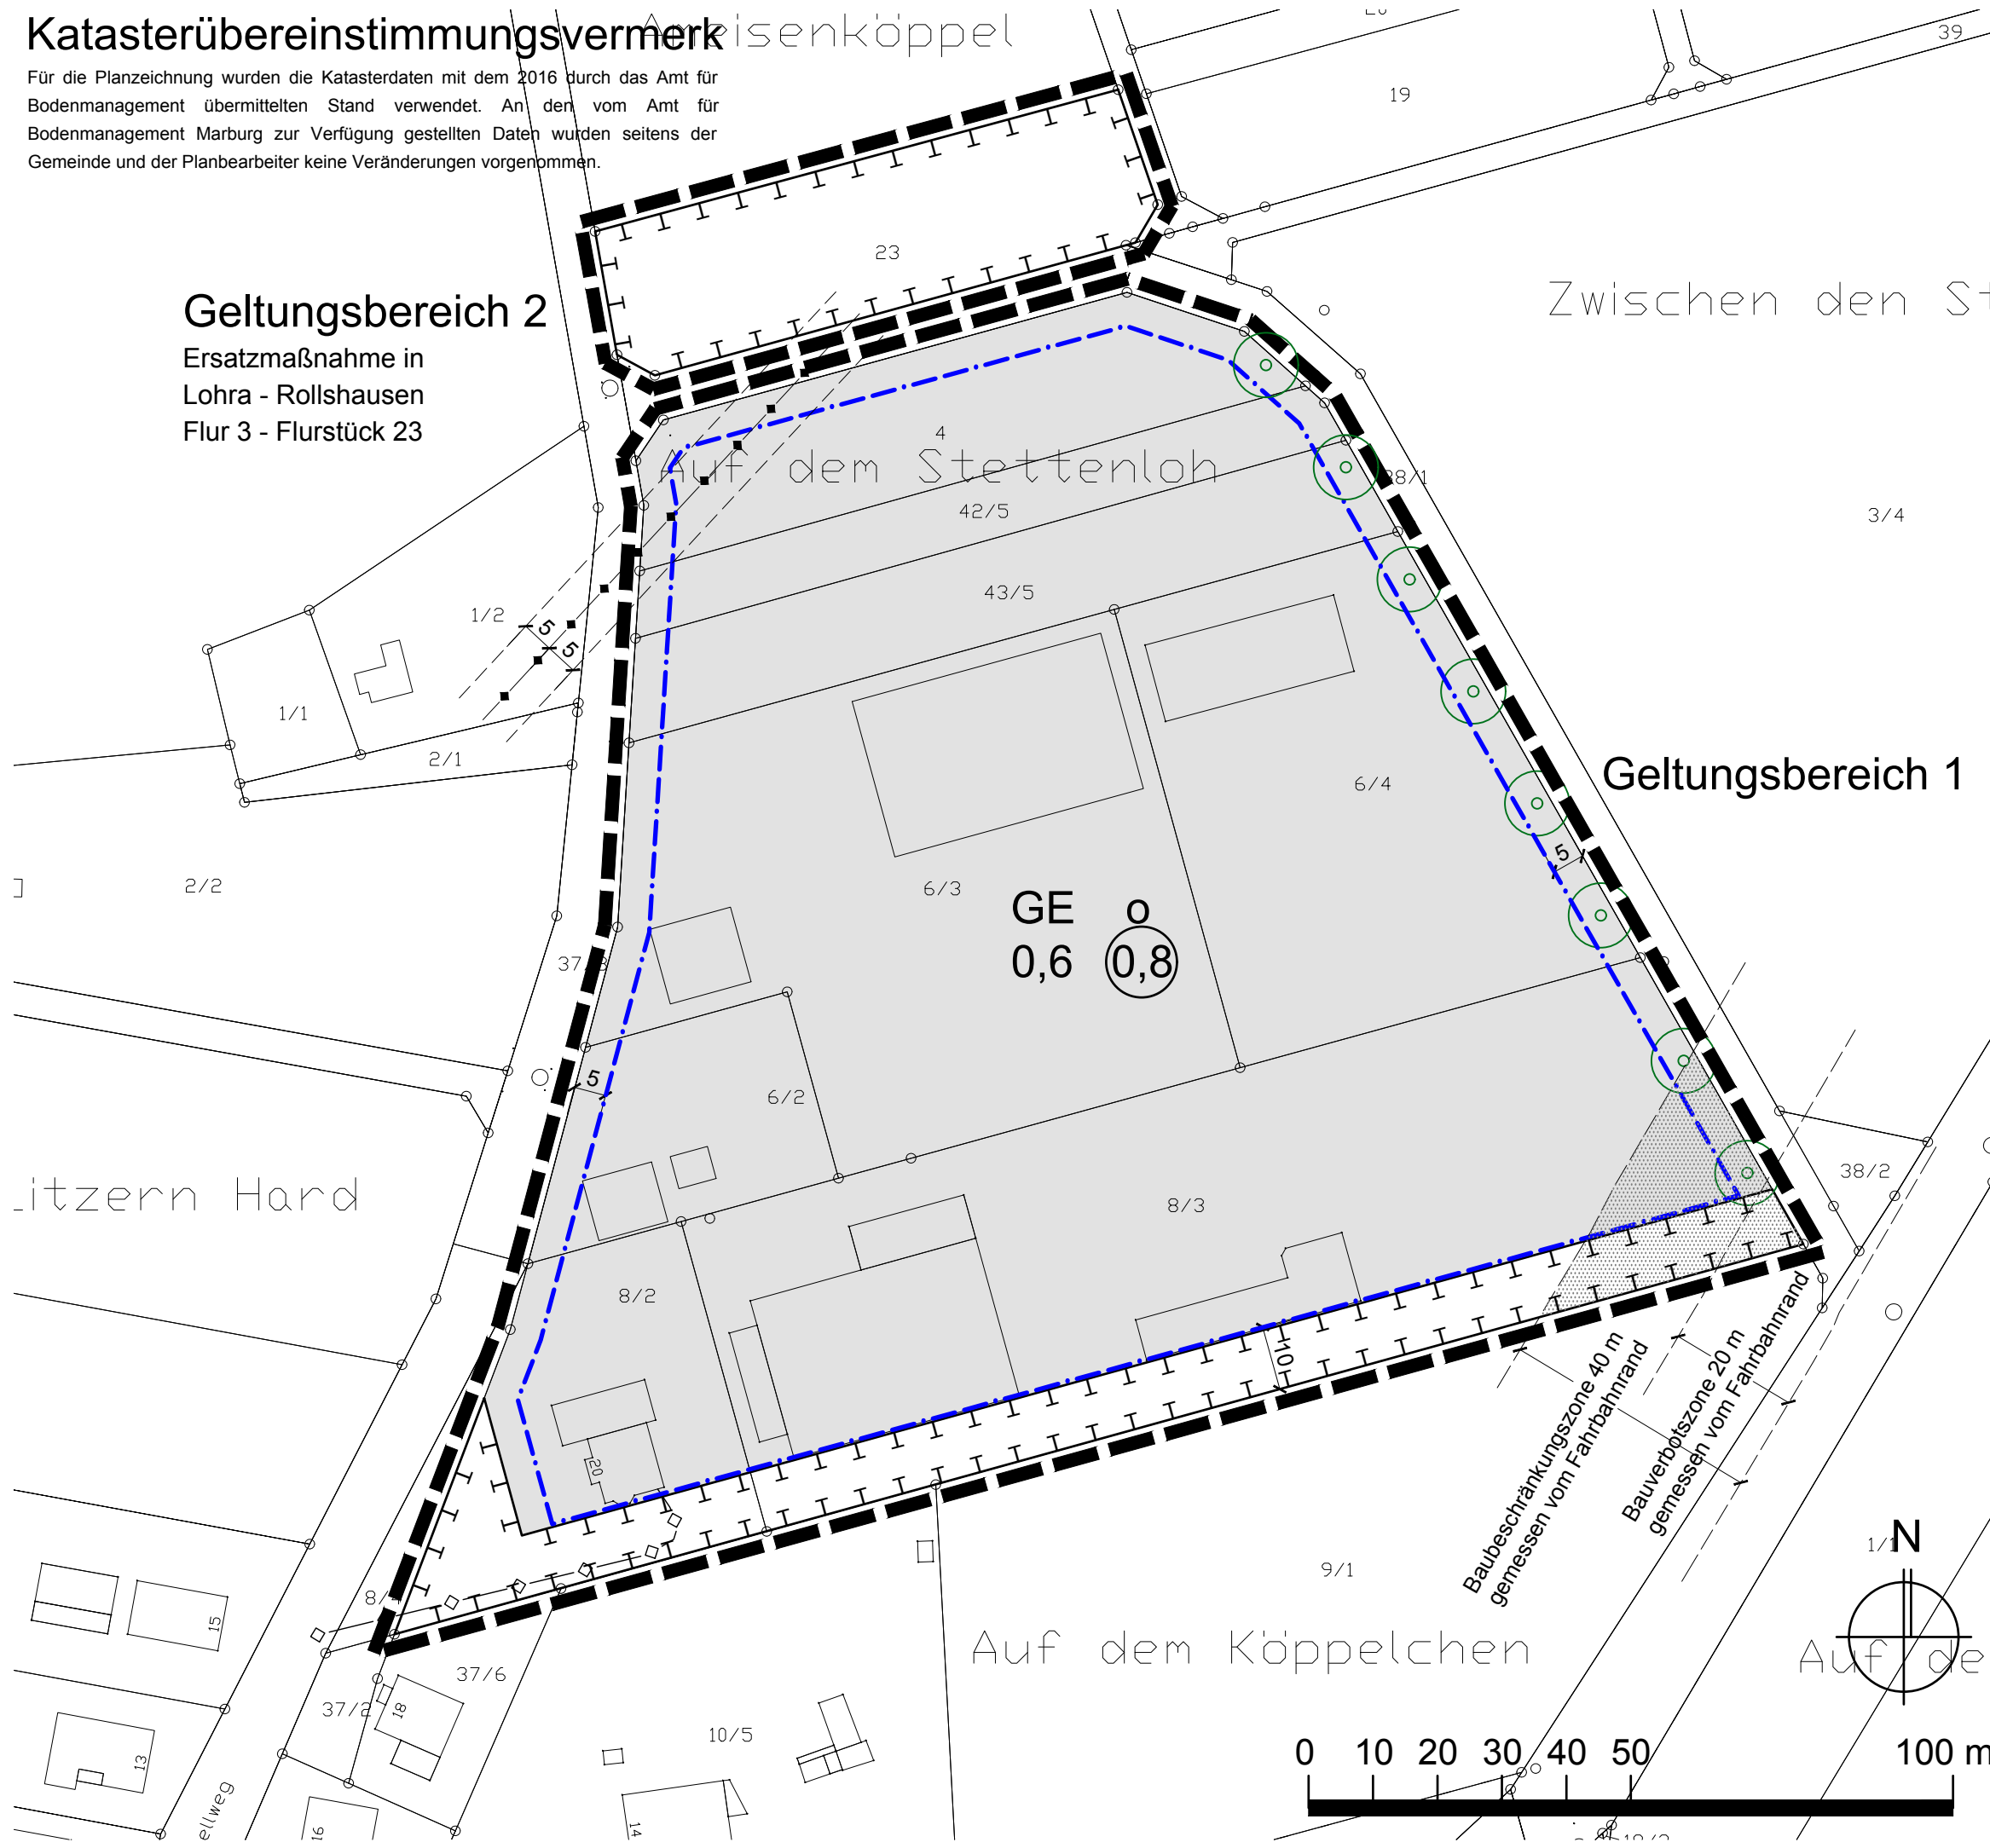 Katasterübereinstimmungsvermerk
Für die Planzeichnung wurden die Katasterdaten mit dem 2016 durch das Amt für
Bodenmanagement übermittelten Stand verwendet. An den vom Amt für
Bodenmanagement Marburg zur Verfügung gestellten Daten wurden seitens der
Gemeinde und der Planbearbeiter keine Veränderungen vorgenommen.
Ameisenköppel
39
19
23
Geltungsbereich 2
Ersatzmaßnahme in
Lohra - Rollshausen
Flur 3 - Flurstück 23
Zwischen den St
4
Auf dem Stettenloh
38/1
42/5
3/4
43/5
1/2
5
5
1/1
2/1
Geltungsbereich 1
6/4
5
2/2
6/3
GE o
0,6 0,8
37/3
5
6/2
38/2
Litzern Hard
8/3
8/2
10
20
Baubeschränkungszone 40 m
gemessen vom Fahrbahnrand
Bauverbotszone 20 m
gemessen vom Fahrbahnrand
N
9/1
15
Auf dem Köppelchen
Auf de
37/6
37/2
18
10/5
13
0 10 20 30 40 50 100 m
ellweg
16
14